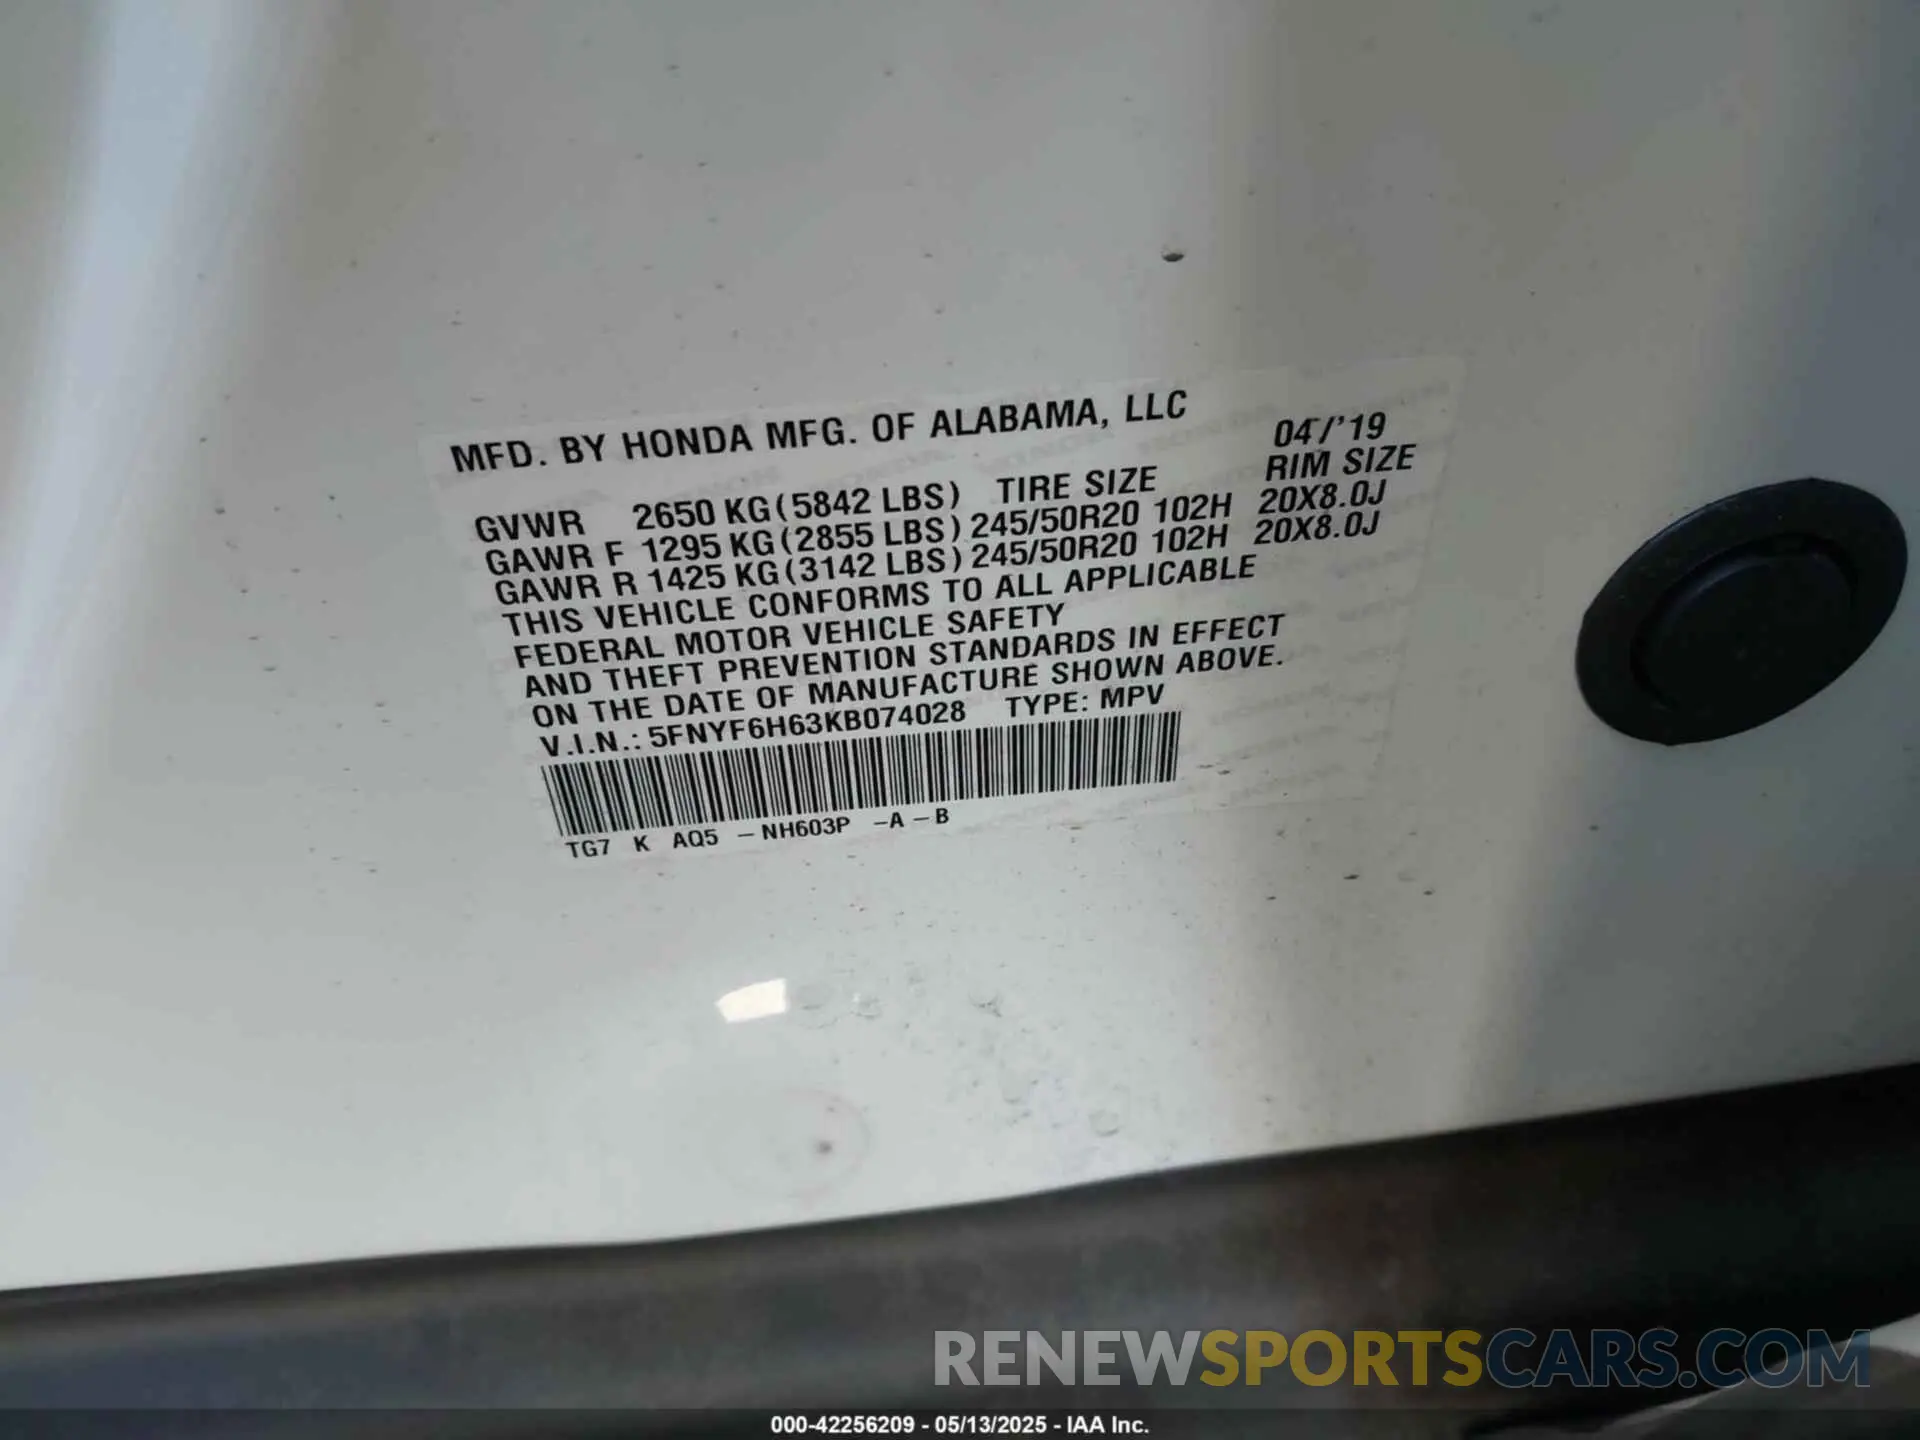 MFD. BY HONDA MFG. OF ALABAMA, LLC
04/'19
GVWR 2650 KG(5842 LBS) TIRE SIZE RIM SIZE
GAWR F 1295 KG(2855 LBS) 245/50R20 102H 20X8.0J
GAWR R 1425 KG(3142 LBS) 245/50R20 102H 20X8.0J
THIS VEHICLE CONFORMS TO ALL APPLICABLE
FEDERAL MOTOR VEHICLE SAFETY
AND THEFT PREVENTION STANDARDS IN EFFECT
ON THE DATE OF MANUFACTURE SHOWN ABOVE.
V.I.N.: 5FNYF6H63KB074028 TYPE: MPV
TG7 K AQ5 -NH603P -A-B
RENEWSPORTSCARS.COM
000-42256209 - 05/13/2025 - IAA Inc.